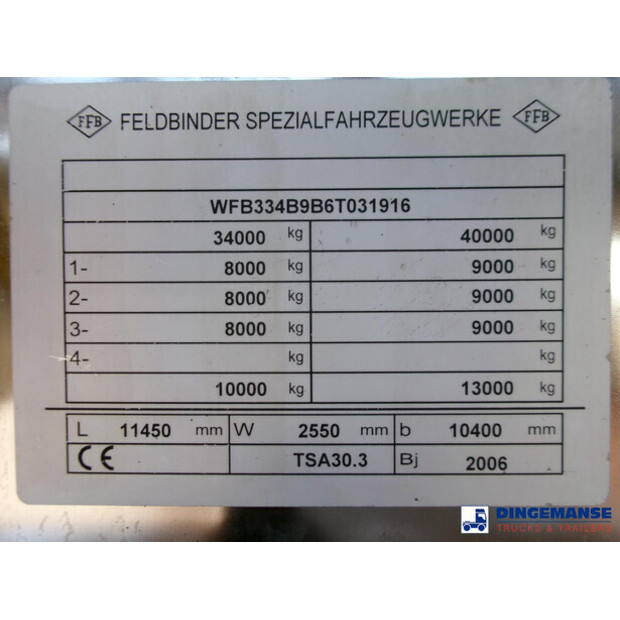 FFB FELDBINDER SPEZIALFAHRZEUGWERKE FFB
WFB334B9B6T031916
34000 kg 40000 kg
1- 8000 kg 9000 kg
2- 8000 kg 9000 kg
3- 8000 kg 9000 kg
4- kg kg
10000 kg 13000 kg
L 11450 mm W 2550 mm b 10400 mm
CE TSA30.3 Bj 2006
DINGEMANSE
TRUCKS & TRAILERS